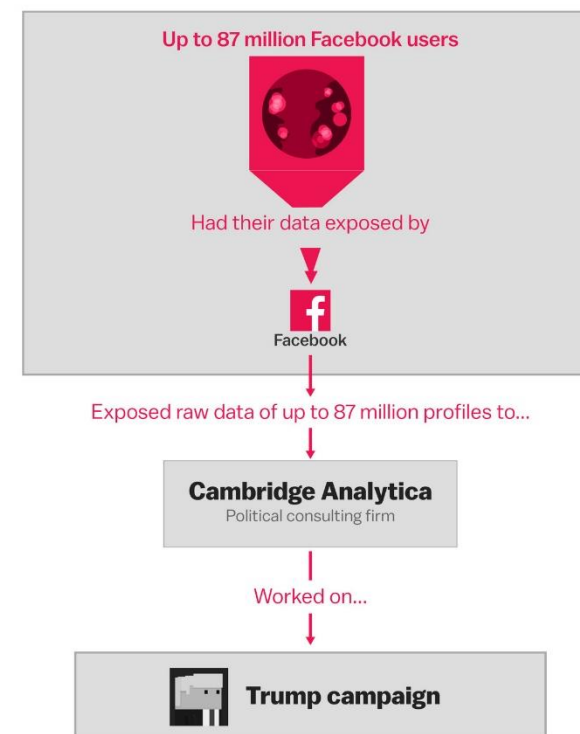 Up to 87 million Facebook users
Had their data exposed by
f
Facebook
Exposed raw data of up to 87 million profiles to...
Cambridge Analytica
Political consulting firm
Worked on...
Trump campaign